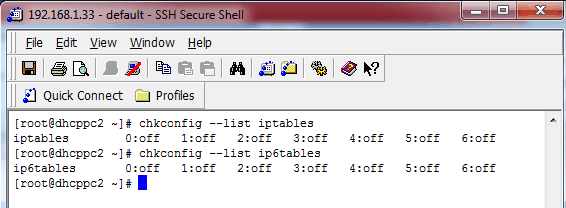 192.168.1.33 - default - SSH Secure Shell
File Edit View Window Help
Quick Connect Profiles
[root@dhcppc2 ~]# chkconfig --list iptables
iptables        0:off   1:off   2:off   3:off   4:off   5:off   6:off
[root@dhcppc2 ~]# chkconfig --list ip6tables
ip6tables       0:off   1:off   2:off   3:off   4:off   5:off   6:off
[root@dhcppc2 ~]#